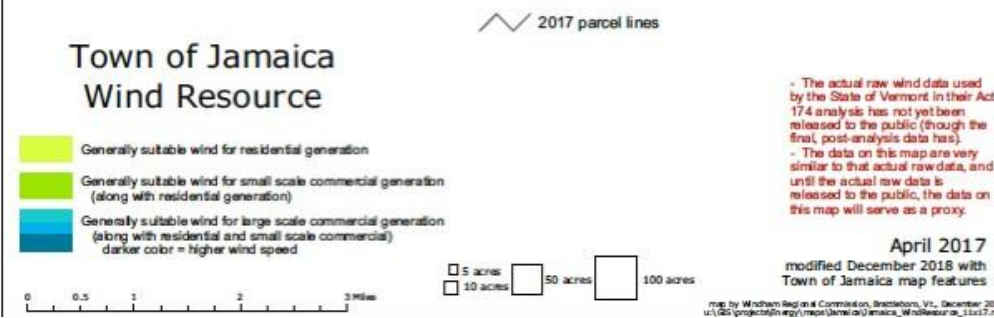 2017 parcel lines
Town of Jamaica
Wind Resource
Generally suitable wind for residential generation
Generally suitable wind for small scale commercial generation
(along with residential generation)
Generally suitable wind for large scale commercial generation
(along with residential and small scale commercial)
darker color = higher wind speed
0 0.5 1 2 3 Miles
5 acres
10 acres
50 acres
100 acres
- The actual raw wind data used
by the State of Vermont in their Act
174 analysis has not yet been
released to the public (though the
final, post-analysis data has).
- The data on this map are very
similar to that actual raw data, and
until the actual raw data is
released to the public, the data on
this map will serve as a proxy.
April 2017
modified December 2018 with
Town of Jamaica map features
map by Windham Regional Commission, Brattleboro, Vt., December 20
u:\GIS\projects\Energy\maps\Jamaica\Jamaica_WindResource_11x17.m